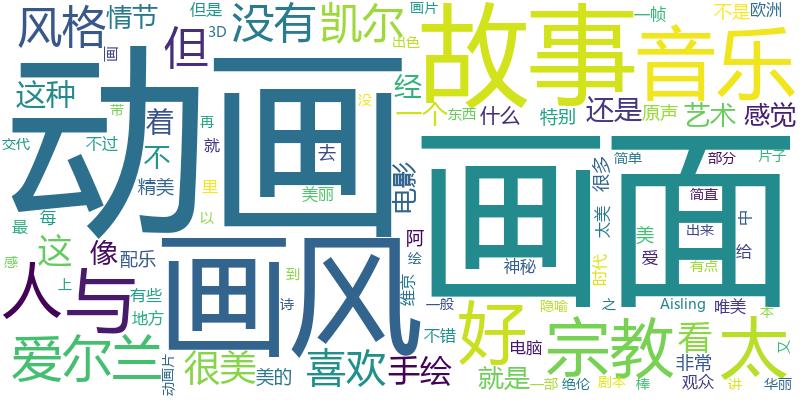 风格 情节 但是 没有 凯尔 画片 故事 不是 欧洲
画 3D 但 出色 一帧 音乐
这种 动画 经
带 着 再 一个 东西 什么 特别 还是 原声 艺术 感觉
交代 不过 不 就 去 没 电影 很多 简单 部分 片子
精美 里 美丽 画面 简直 中
最 每 以 太美 美 出来 给
这 像 配乐 画风 阿 神秘 时代 爱 有点
感 上 到 绘 维京
人 与 有些 诗 一般 隐喻 之 Aisling 唯美 本
地方 不错 好 宗教 看 太 又
爱尔兰 很美 喜欢 手绘 电脑 非常
动画片 美的 就是 一部 绝伦 剧本 棒 观众 讲 华丽